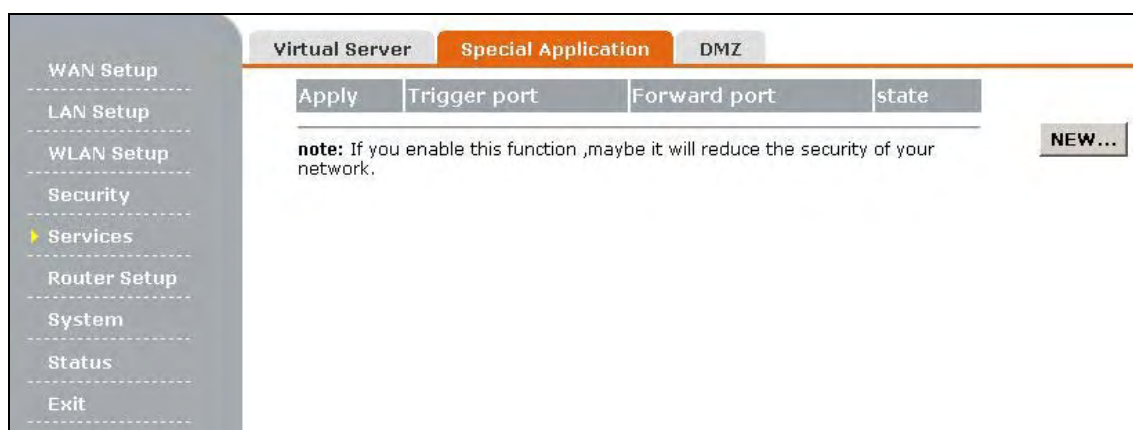 WAN Setup
LAN Setup
WLAN Setup
Security
Services
Router Setup
System
Status
Exit
Virtual Server
Special Application
DMZ
Apply Trigger port Forward port state
note: If you enable this function ,maybe it will reduce the security of your
network.
NEW...